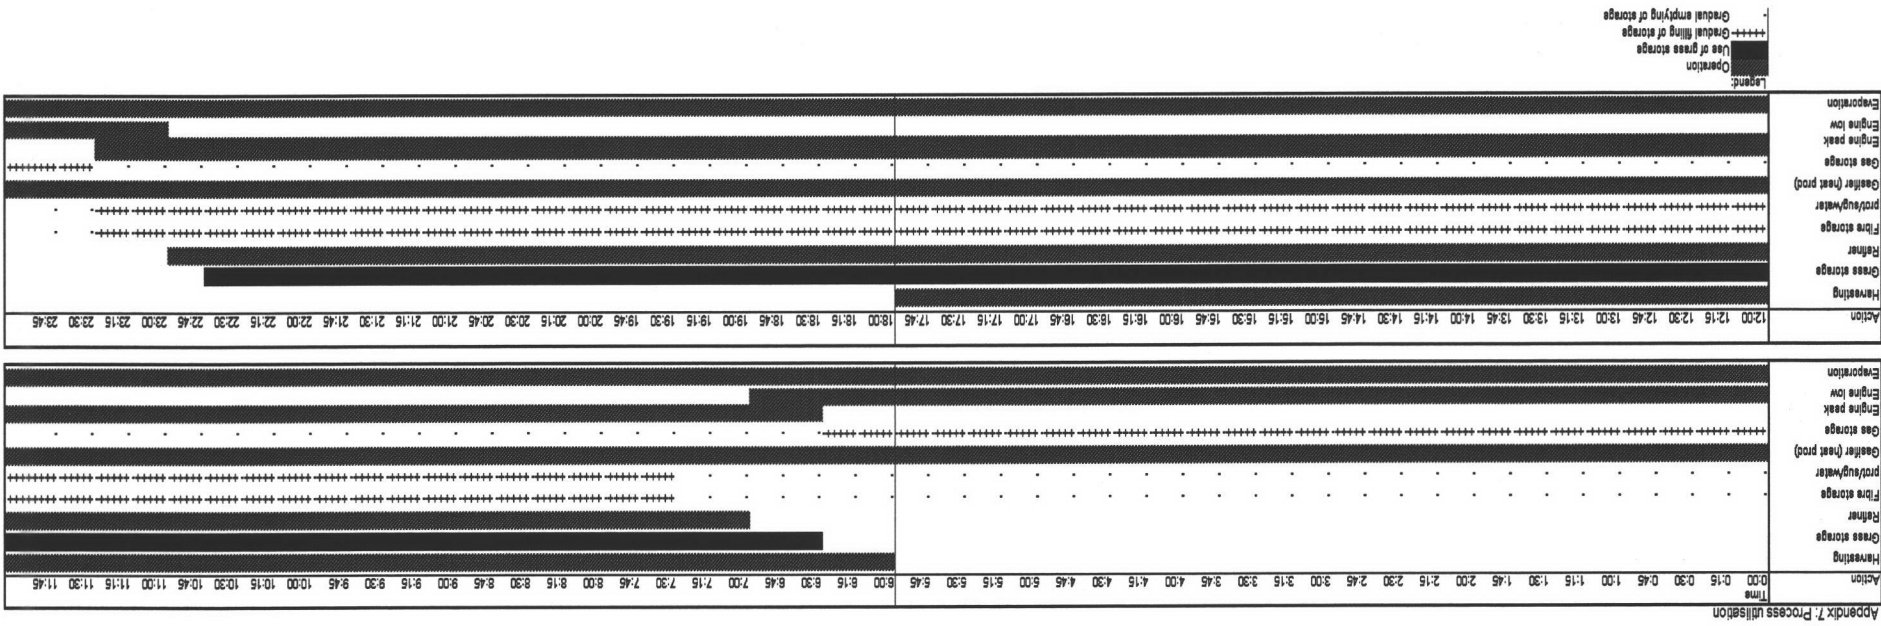 Appendix 7: Process utilisation
Time
Action 0:00 0:15 0:30 0:45 1:00 1:15 1:30 1:45 2:00 2:15 2:30 2:45 3:00 3:15 3:30 3:45 4:00 4:15 4:30 4:45 5:00 5:15 5:30 5:45 6:00 6:15 6:30 6:45 7:00 7:15 7:30 7:45 8:00 8:15 8:30 8:45 9:00 9:15 9:30 9:45 10:00 10:15 10:30 10:45 11:00 11:15 11:30 11:45
Harvesting
Grass storage
Refiner
Fibre storage
prot/sug/water
Gasifier (heat prod)
Gas storage
Engine peak
Engine low
Evaporation
Action 12:00 12:15 12:30 12:45 13:00 13:15 13:30 13:45 14:00 14:15 14:30 14:45 15:00 15:15 15:30 15:45 16:00 16:15 16:30 16:45 17:00 17:15 17:30 17:45 18:00 18:15 18:30 18:45 19:00 19:15 19:30 19:45 20:00 20:15 20:30 20:45 21:00 21:15 21:30 21:45 22:00 22:15 22:30 22:45 23:00 23:15 23:30 23:45
Harvesting
Grass storage
Refiner
Fibre storage
prot/sug/water
Gasifier (heat prod)
Gas storage
Engine peak
Engine low
Evaporation
Legend:
Operation
Use of grass storage
+++++ Gradual filling of storage
. Gradual emptying of storage